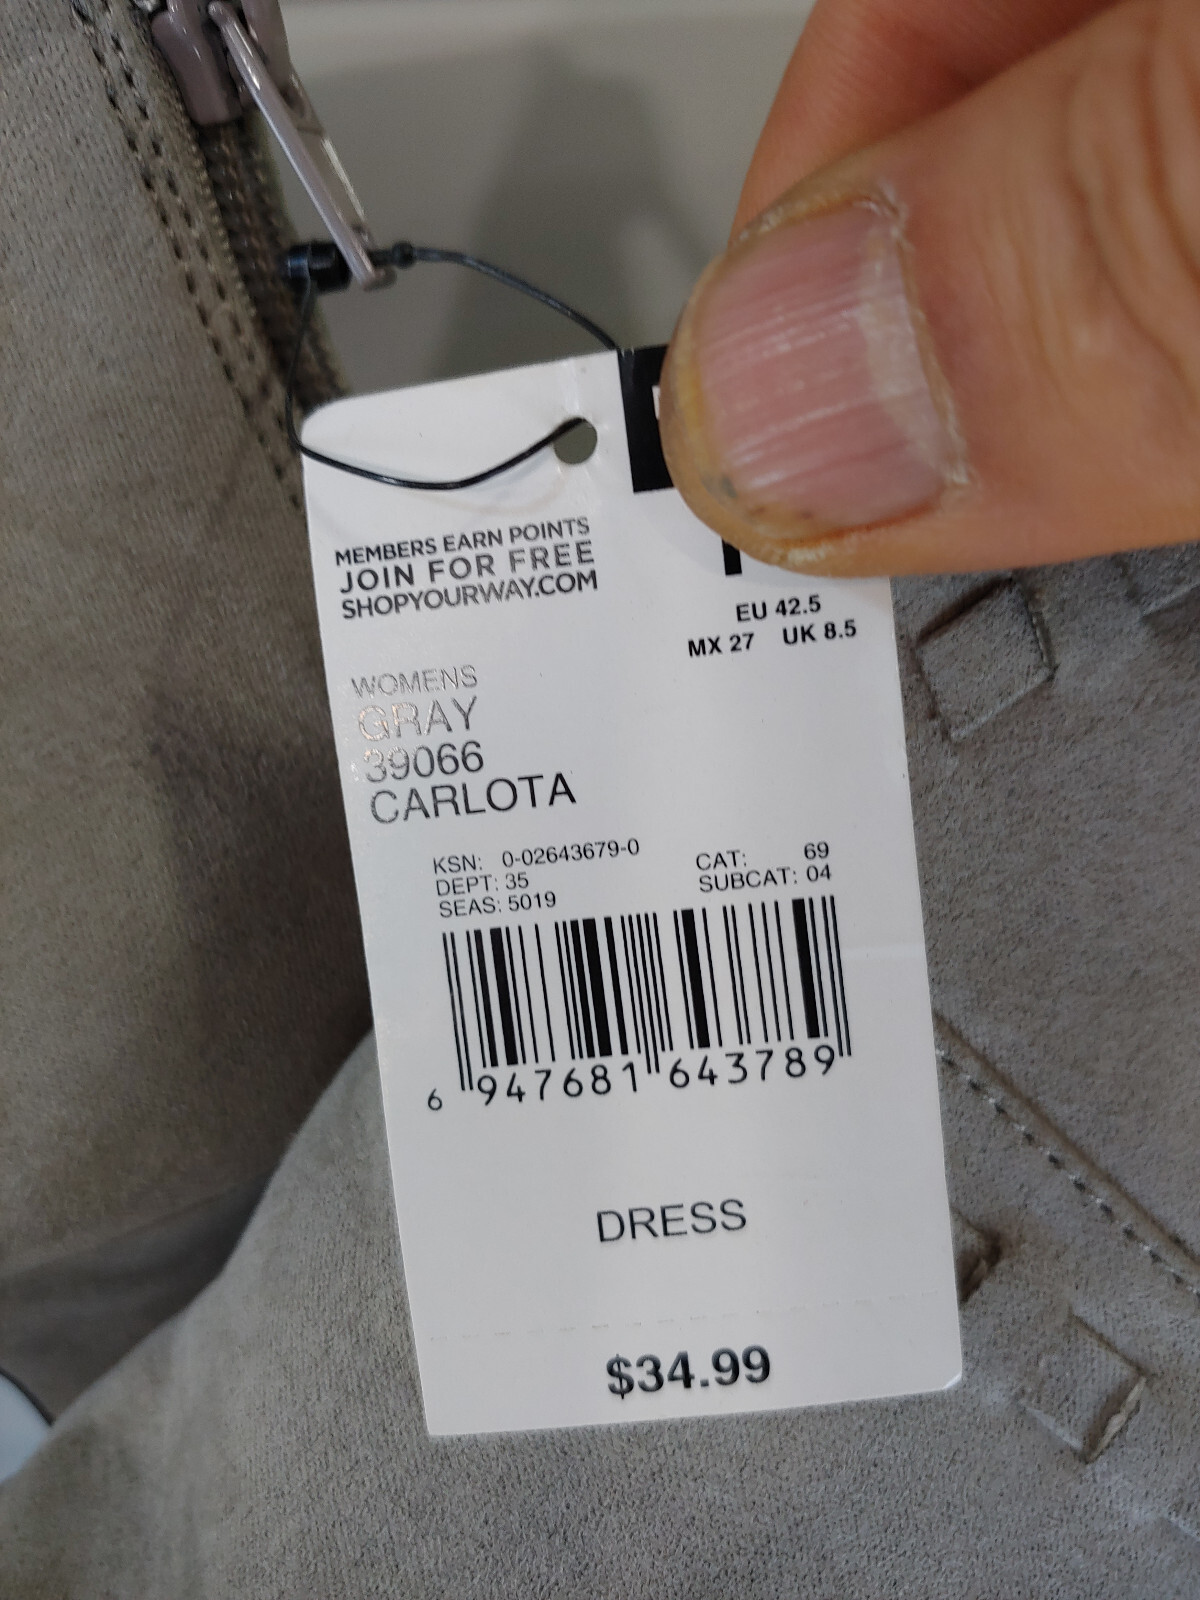 MEMBERS EARN POINTS
JOIN FOR FREE
SHOPYOURWAY.COM
EU 42.5
MX 27 UK 8.5
WOMENS
GRAY
39066
CARLOTA
KSN: 0-02643679-0
DEPT: 35
SEAS: 5019
CAT: 69
SUBCAT: 04
6 947681 643789
DRESS
$34.99